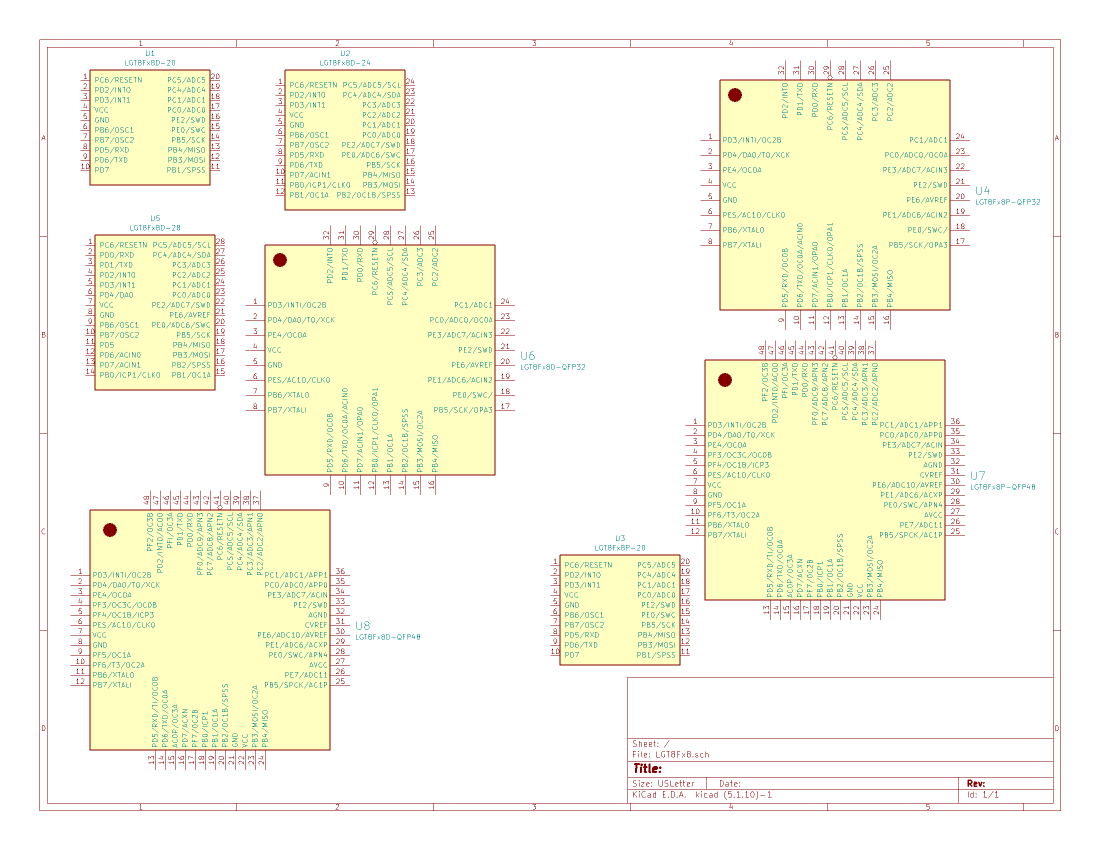 1 2 3 4 5
A B C D
U1
LGT8Fx8D-20
1 PC6/RESETN PC5/ADC5 20
2 PD2/INT0 PC4/ADC4 19
3 PD3/INT1 PC1/ADC1 18
4 VCC PC0/ADC0 17
5 GND PE2/SWD 16
6 PB6/OSC1 PE0/SWC 15
7 PB7/OSC2 PB5/SCK 14
8 PD5/RXD PB4/MISO 13
9 PD6/TXD PB3/MOSI 12
10 PD7 PB1/SPSS 11
U2
LGT8Fx8D-24
1 PC6/RESETN PC5/ADC5/SCL 24
2 PD2/INT0 PC4/ADC4/SDA 23
3 PD3/INT1 PC3/ADC3 22
4 VCC PC2/ADC2 21
5 GND PC1/ADC1 20
6 PB6/OSC1 PC0/ADC0 19
7 PB7/OSC2 PE2/ADC7/SWD 18
8 PD5/RXD PE0/ADC6/SWC 17
9 PD6/TXD PB5/SCK 16
10 PD7/ACIN1 PB4/MISO 15
11 PB0/ICP1/CLKO PB3/MOSI 14
12 PB1/OC1A PB2/OC1B/SPSS 13
U4
LGT8Fx8P-QFP32
32 PD2/INT0
31 PD1/TXD
30 PD0/RXD
29 PC6/RESETN
28 PC5/ADC5/SCL
27 PC4/ADC4/SDA
26 PC3/ADC3
25 PC2/ADC2
1 PD3/INTI/OC2B PC1/ADC1 24
2 PD4/DA0/T0/XCK PC0/ADC0/OC0A 23
3 PE4/OC0A PE3/ADC7/ACIN3 22
4 VCC PE2/SWD 21
5 GND PE6/AVREF 20
6 PES/AC1O/CLKO PE1/ADC6/ACIN2 19
7 PB6/XTALO PE0/SWC/ 18
8 PB7/XTALI PB5/SCK/OPA3 17
9 PD5/RXD/OC0B
10 PD6/TXD/OC0A/ACIN0
11 PD7/ACIN1/OPA0
12 PB0/ICP1/CLKO/OPA1
13 PB1/OC1A
14 PB2/OC1B/SPSS
15 PB3/MOSI/OC2A
16 PB4/MISO
U5
LGT8Fx8D-28
1 PC6/RESETN PC5/ADC5/SCL 28
2 PD0/RXD PC4/ADC4/SDA 27
3 PD1/TXD PC3/ADC3 26
4 PD2/INT0 PC2/ADC2 25
5 PD3/INT1 PC1/ADC1 24
6 PD4/DA0 PC0/ADC0 23
7 VCC PE2/ADC7/SWD 22
8 GND PE6/AVREF 21
9 PB6/OSC1 PE0/ADC6/SWC 20
10 PB7/OSC2 PB5/SCK 19
11 PD5 PB4/MISO 18
12 PD6/ACIN0 PB3/MOSI 17
13 PD7/ACIN1 PB2/SPSS 16
14 PB0/ICP1/CLKO PB1/OC1A 15
U6
LGT8Fx8D-QFP32
32 PD2/INT0
31 PD1/TXD
30 PD0/RXD
29 PC6/RESETN
28 PC5/ADC5/SCL
27 PC4/ADC4/SDA
26 PC3/ADC3
25 PC2/ADC2
1 PD3/INTI/OC2B PC1/ADC1 24
2 PD4/DA0/T0/XCK PC0/ADC0/OC0A 23
3 PE4/OC0A PE3/ADC7/ACIN3 22
4 VCC PE2/SWD 21
5 GND PE6/AVREF 20
6 PES/AC1O/CLKO PE1/ADC6/ACIN2 19
7 PB6/XTALO PE0/SWC/ 18
8 PB7/XTALI PB5/SCK/OPA3 17
9 PD5/RXD/OC0B
10 PD6/TXD/OC0A/ACIN0
11 PD7/ACIN1/OPA0
12 PB0/ICP1/CLKO/OPA1
13 PB1/OC1A
14 PB2/OC1B/SPSS
15 PB3/MOSI/OC2A
16 PB4/MISO
U7
LGT8Fx8P-QFP48
48 PF2/OC3B
47 PD2/INT0/AC0O
46 PFI/OC3A
45 PD1/TXD
44 PD0/RXD
43 PF0/ADC9/APN3
42 PC7/ADC8/APN2
41 PC6/RESETN
40 PC5/ADC5/SCL
39 PC4/ADC4/SDA
38 PC3/ADC3/APN1
37 PC2/ADC2/APN0
1 PD3/INTI/OC2B PC1/ADC1/APP1 36
2 PD4/DA0/T0/XCK PC0/ADC0/APP0 35
3 PE4/OC0A PE3/ADC7/ACIN 34
4 PF3/OC3C/OC0B PE2/SWD 33
5 PF4/OC1B/ICP3 AGND 32
6 PES/AC1O/CLKO CVREF 31
7 VCC PE6/ADC10/AVREF 30
8 GND PE1/ADC6/ACXP 29
9 PF5/OC1A PE0/SWC/APN4 28
10 PF6/T3/OC2A AVCC 27
11 PB6/XTALO PE7/ADC11 26
12 PB7/XTALI PB5/SPCK/AC1P 25
13 PD5/RXD/TI/OC0B
14 PD6/TXD/OC0A
15 AC0P/OC3A
16 PD7/ACXN
17 PF7/OC2B
18 PB0/ICP1
19 PB1/OC1A
20 PB2/OC1B/SPSS
21 GND
22 VCC
23 PB3/MOSI/OC2A
24 PB4/MISO
U8
LGT8Fx8D-QFP48
48 PF2/OC3B
47 PD2/INT0/AC0O
46 PFI/OC3A
45 PD1/TXD
44 PD0/RXD
43 PF0/ADC9/APN3
42 PC7/ADC8/APN2
41 PC6/RESETN
40 PC5/ADC5/SCL
39 PC4/ADC4/SDA
38 PC3/ADC3/APN1
37 PC2/ADC2/APN0
1 PD3/INTI/OC2B PC1/ADC1/APP1 36
2 PD4/DA0/T0/XCK PC0/ADC0/APP0 35
3 PE4/OC0A PE3/ADC7/ACIN 34
4 PF3/OC3C/OC0B PE2/SWD 33
5 PF4/OC1B/ICP3 AGND 32
6 PES/AC1O/CLKO CVREF 31
7 VCC PE6/ADC10/AVREF 30
8 GND PE1/ADC6/ACXP 29
9 PF5/OC1A PE0/SWC/APN4 28
10 PF6/T3/OC2A AVCC 27
11 PB6/XTALO PE7/ADC11 26
12 PB7/XTALI PB5/SPCK/AC1P 25
13 PD5/RXD/TI/OC0B
14 PD6/TXD/OC0A
15 AC0P/OC3A
16 PD7/ACXN
17 PF7/OC2B
18 PB0/ICP1
19 PB1/OC1A
20 PB2/OC1B/SPSS
21 GND
22 VCC
23 PB3/MOSI/OC2A
24 PB4/MISO
U3
LGT8Fx8P-20
1 PC6/RESETN PC5/ADC5 20
2 PD2/INT0 PC4/ADC4 19
3 PD3/INT1 PC1/ADC1 18
4 VCC PC0/ADC0 17
5 GND PE2/SWD 16
6 PB6/OSC1 PE0/SWC 15
7 PB7/OSC2 PB5/SCK 14
8 PD5/RXD PB4/MISO 13
9 PD6/TXD PB3/MOSI 12
10 PD7 PB1/SPSS 11
Sheet: /
File: LGT8Fx8.sch
Title:
Size: USLetter Date: Rev:
KiCad E.D.A. kicad (5.1.10)-1 Id: 1/1
A B C D
1 2 3 4 5